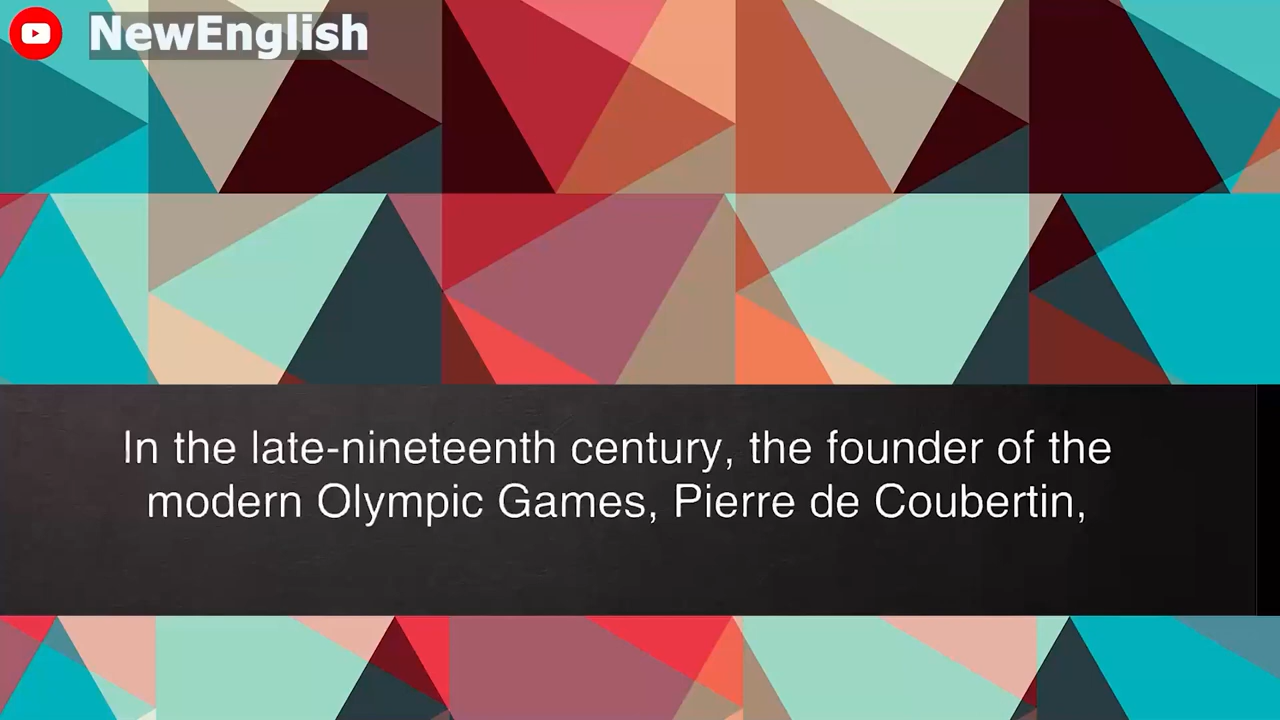 NewEnglish
In the late-nineteenth century, the founder of the
modern Olympic Games, Pierre de Coubertin,